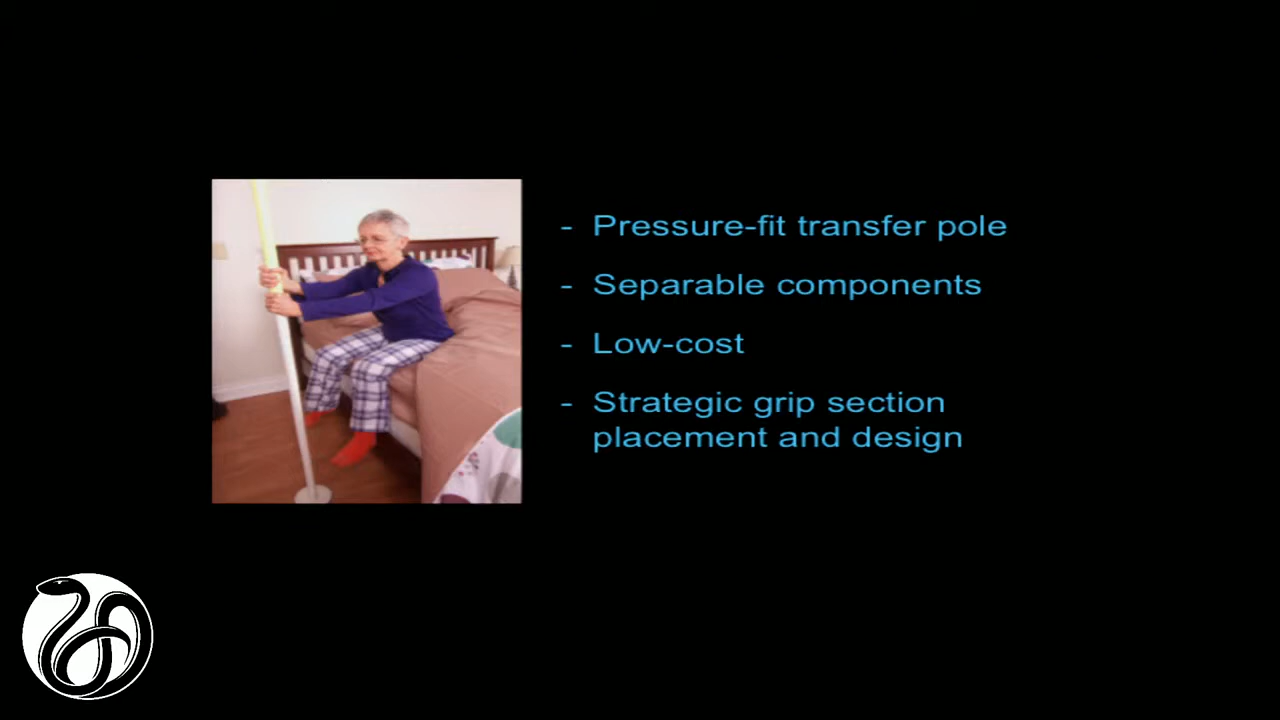 - Pressure-fit transfer pole
- Separable components
- Low-cost
- Strategic grip section
placement and design